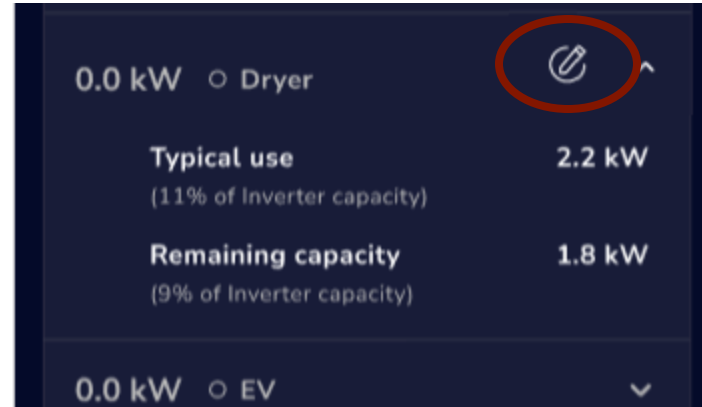 0.0 kW Dryer
Typical use 2.2 kW
(11% of Inverter capacity)
Remaining capacity 1.8 kW
(9% of Inverter capacity)
0.0 kW EV